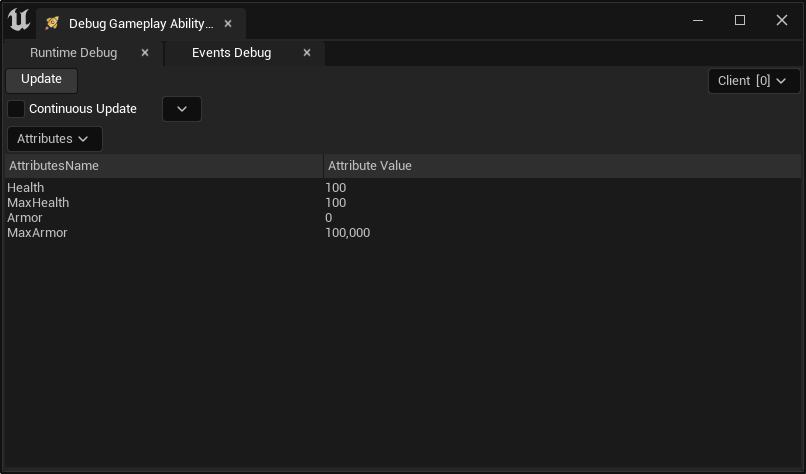 Debug Gameplay Ability...
Runtime Debug
Events Debug
Update
Client [0]
Continuous Update
Attributes
AttributesName Attribute Value
Health 100
MaxHealth 100
Armor 0
MaxArmor 100,000